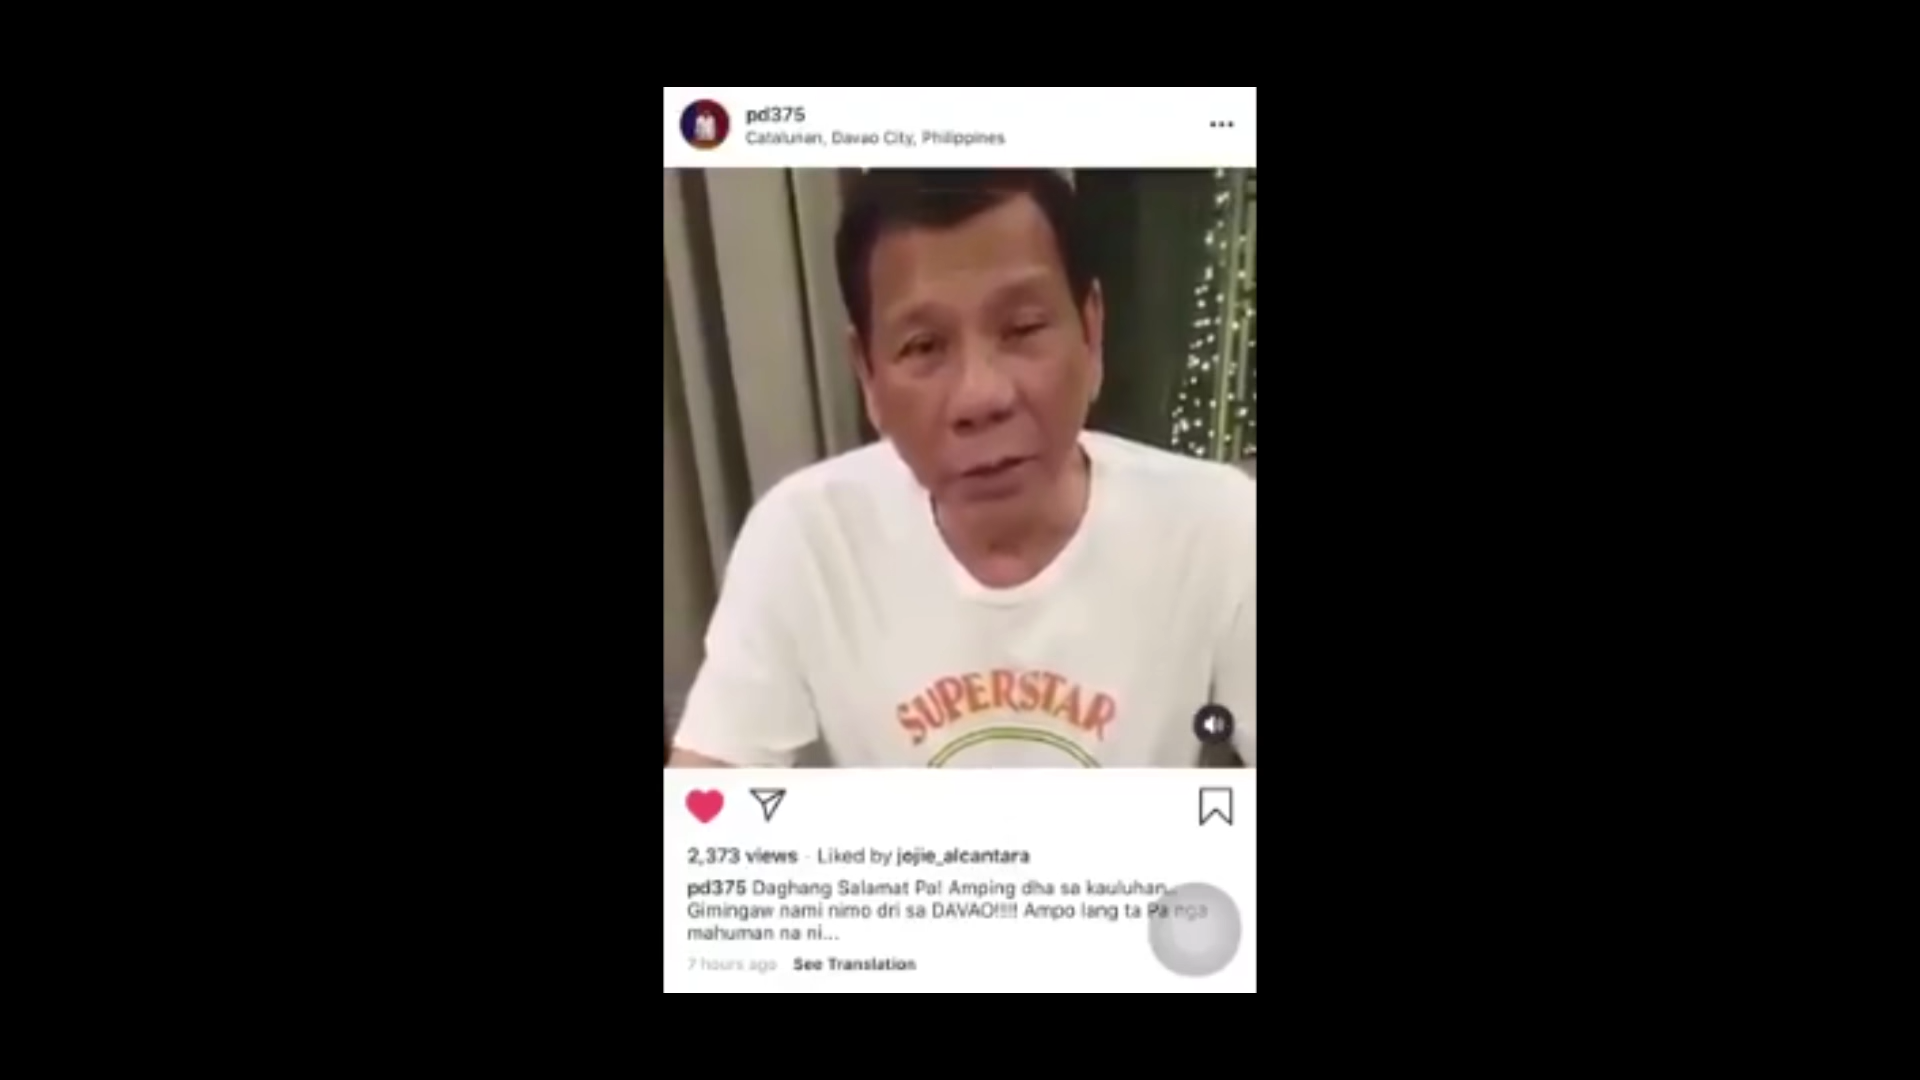 pd375
Catalunan, Davao City, Philippines
SUPERSTAR
2,373 views · Liked by jojie_alcantara
pd375 Daghang Salamat Pa! Amping dha sa kauluhan..
Gimingaw nami nimo dri sa DAVAO!!!! Ampo lang ta Pa nga
mahuman na ni...
7 hours ago See Translation